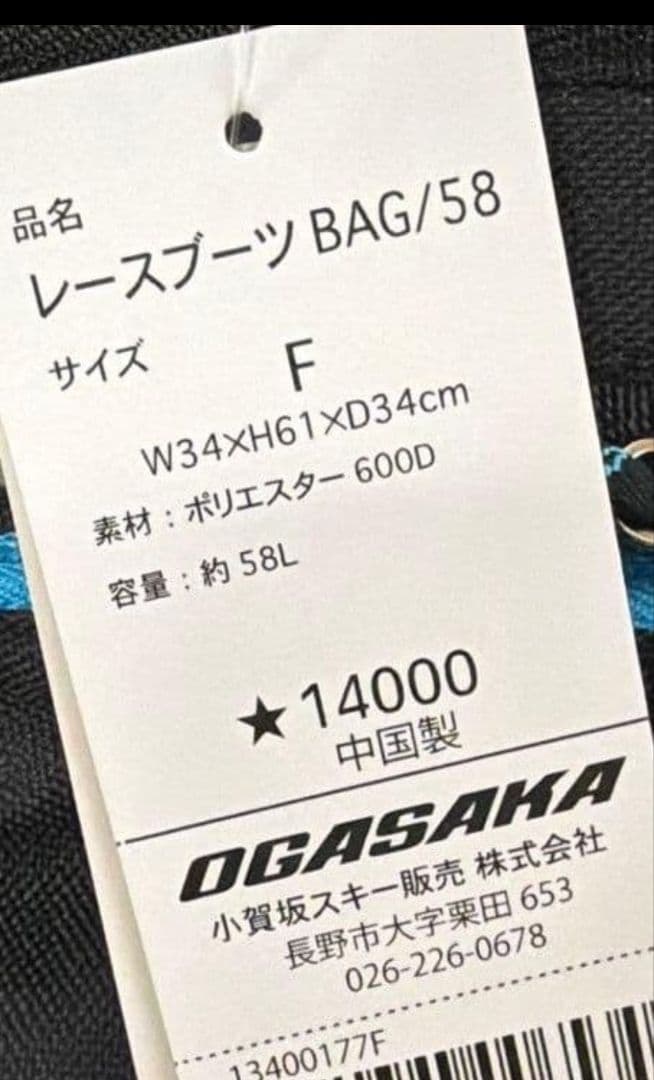 品名
レースブーツ BAG/58
サイズ
F
W34×H61×D34cm
素材：ポリエスター 600D
容量：約 58L
★14000
中国製
OGASAKA
小賀坂スキー販売 株式会社
長野市大字栗田 653
026-226-0678
13400177F